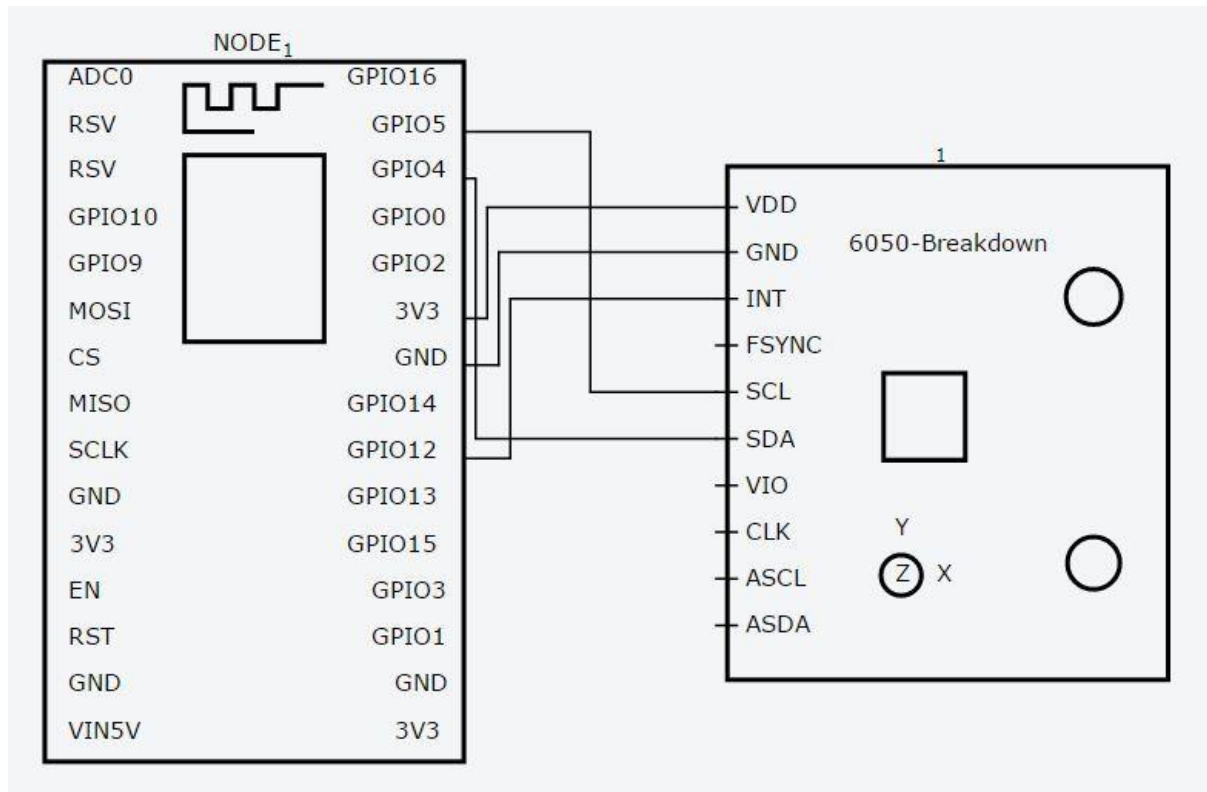 NODE1
ADC0
RSV
RSV
GPIO10
GPIO9
MOSI
CS
MISO
SCLK
GND
3V3
EN
RST
GND
VIN5V
GPIO16
GPIO5
GPIO4
GPIO0
GPIO2
3V3
GND
GPIO14
GPIO12
GPIO13
GPIO15
GPIO3
GPIO1
GND
3V3
1
VDD
GND
INT
FSYNC
SCL
SDA
VIO
CLK
ASCL
ASDA
6050-Breakdown
Y
Z X